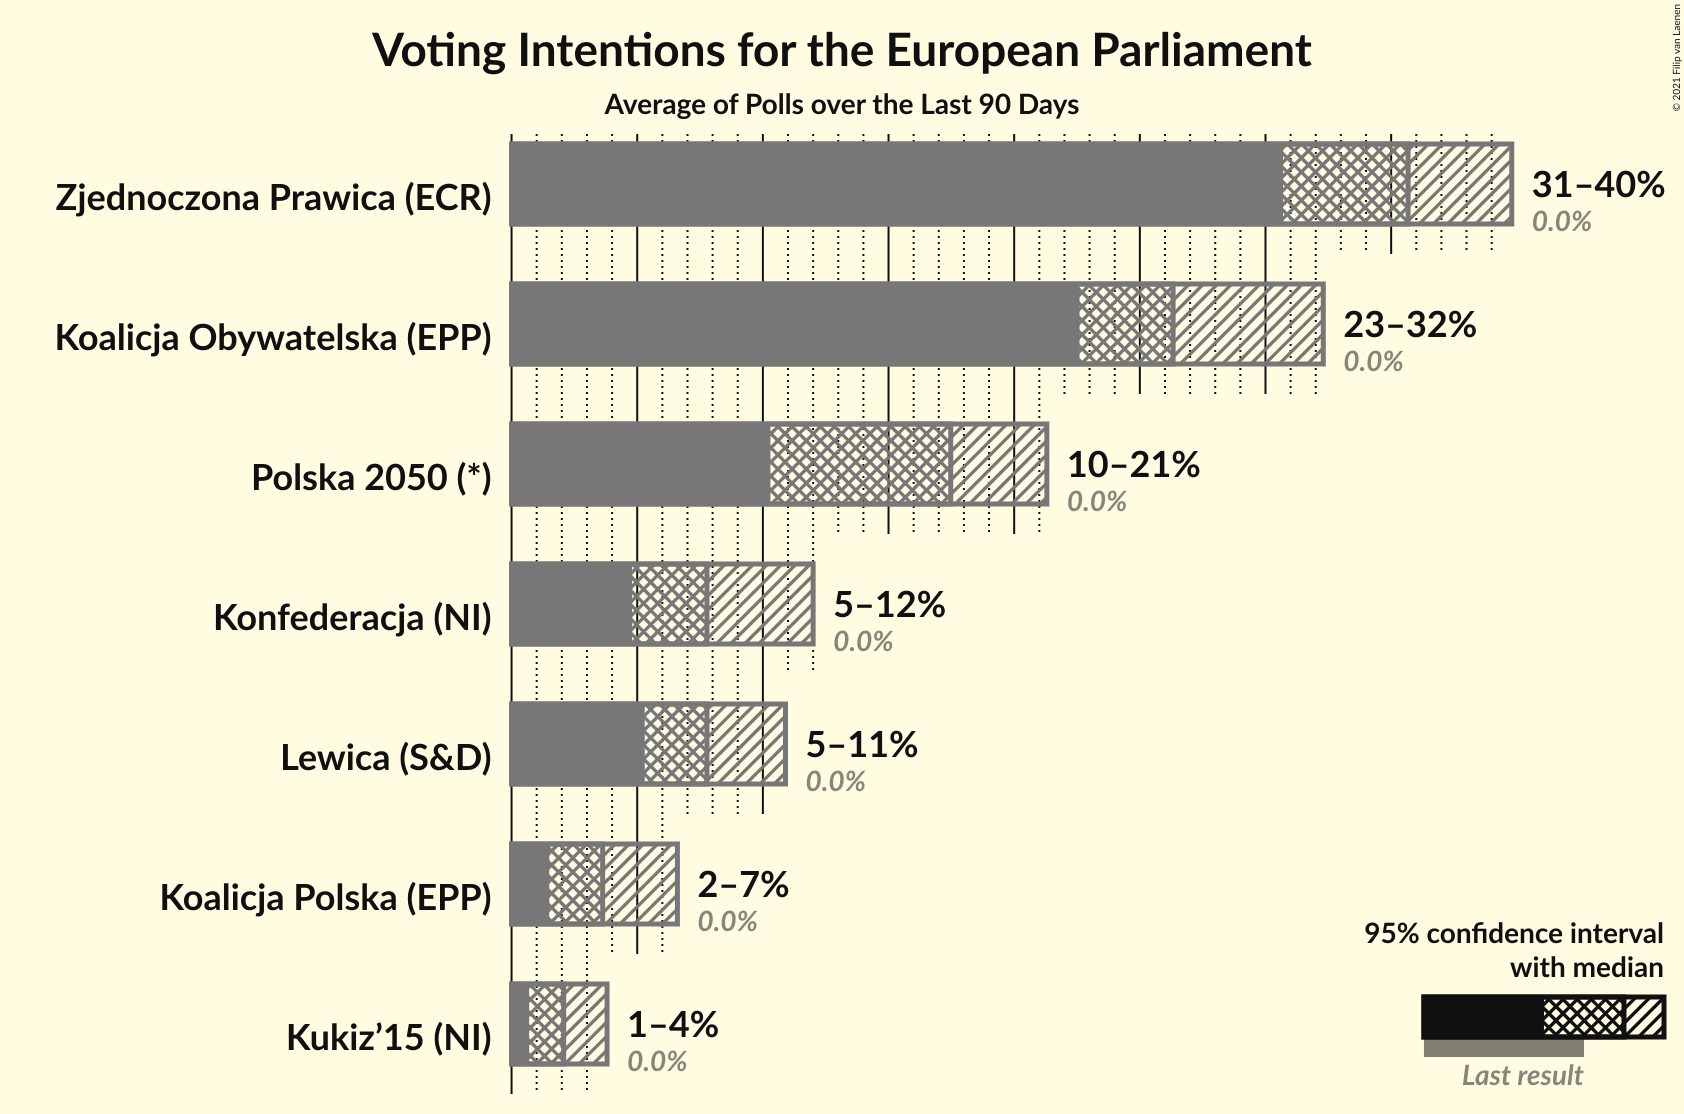 Voting Intentions for the European Parliament
Average of Polls over the Last 90 Days
© 2021 Filip van Laenen
Zjednoczona Prawica (ECR)
31–40%
0.0%
Koalicja Obywatelska (EPP)
23–32%
0.0%
Polska 2050 (*)
10–21%
0.0%
Konfederacja (NI)
5–12%
0.0%
Lewica (S&D)
5–11%
0.0%
Koalicja Polska (EPP)
2–7%
0.0%
Kukiz’15 (NI)
1–4%
0.0%
95% confidence interval
with median
Last result